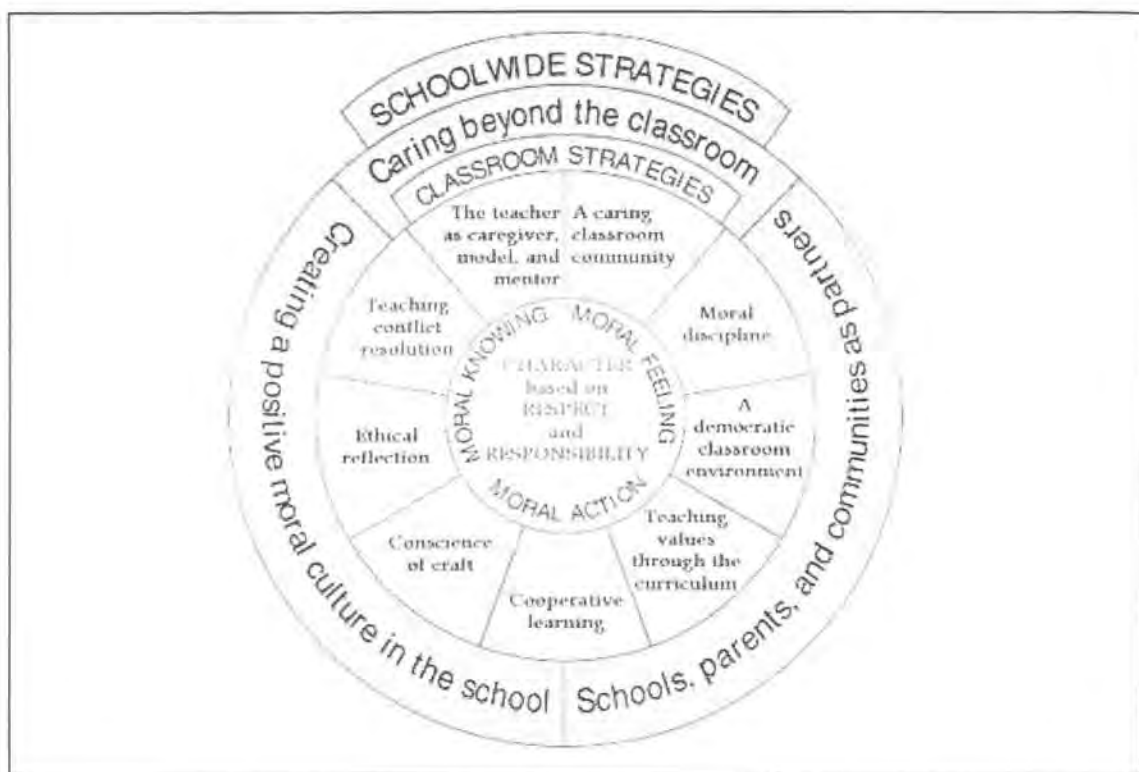 SCHOOLWIDE STRATEGIES
Caring beyond the classroom
CLASSROOM STRATEGIES
The teacher
as caregiver,
model, and
mentor
A caring
classroom
community
Moral
discipline
A
democratic
classroom
environment
Teaching
values
through the
curriculum
Cooperative
learning
Conscience
of craft
Ethical
reflection
Teaching
conflict
resolution
MORAL KNOWING
MORAL FEELING
MORAL ACTION
CHARACTER
based on
RESPECT
and
RESPONSIBILITY
Creating a positive moral culture in the school
Schools, parents, and communities as partners